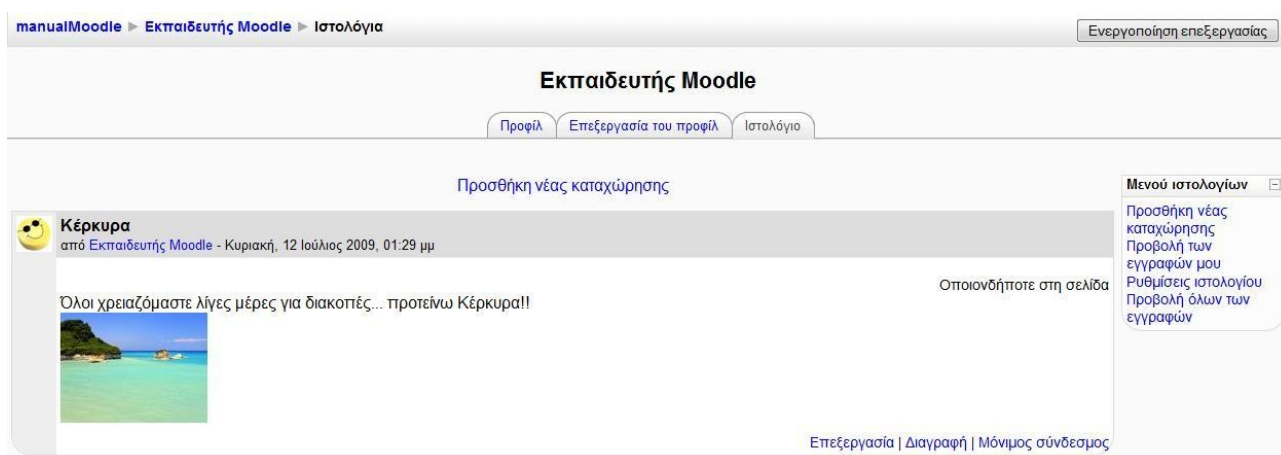 manualMoodle ► Εκπαιδευτής Moodle ► Ιστολόγια
Ενεργοποίηση επεξεργασίας
Εκπαιδευτής Moodle
Προφίλ Επεξεργασία του προφίλ Ιστολόγιο
Προσθήκη νέας καταχώρησης
Κέρκυρα
από Εκπαιδευτής Moodle - Κυριακή, 12 Ιούλιος 2009, 01:29 μμ
Οποιονδήποτε στη σελίδα
Όλοι χρειαζόμαστε λίγες μέρες για διακοπές... προτείνω Κέρκυρα!!
Επεξεργασία | Διαγραφή | Μόνιμος σύνδεσμος
Μενού ιστολογίων
Προσθήκη νέας
καταχώρησης
Προβολή των
εγγραφών μου
Ρυθμίσεις ιστολογίου
Προβολή όλων των
εγγραφών